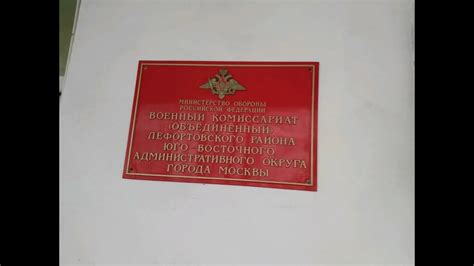 МИНИСТЕРСТВО ОБОРОНЫ
РОССИЙСКОЙ ФЕДЕРАЦИИ
ВОЕННЫЙ КОМИССАРИАТ
(ОБЪЕДИНЁННЫЙ)
ЛЕФОРТОВСКОГО РАЙОНА
ЮГО-ВОСТОЧНОГО
АДМИНИСТРАТИВНОГО ОКРУГА
ГОРОДА МОСКВЫ